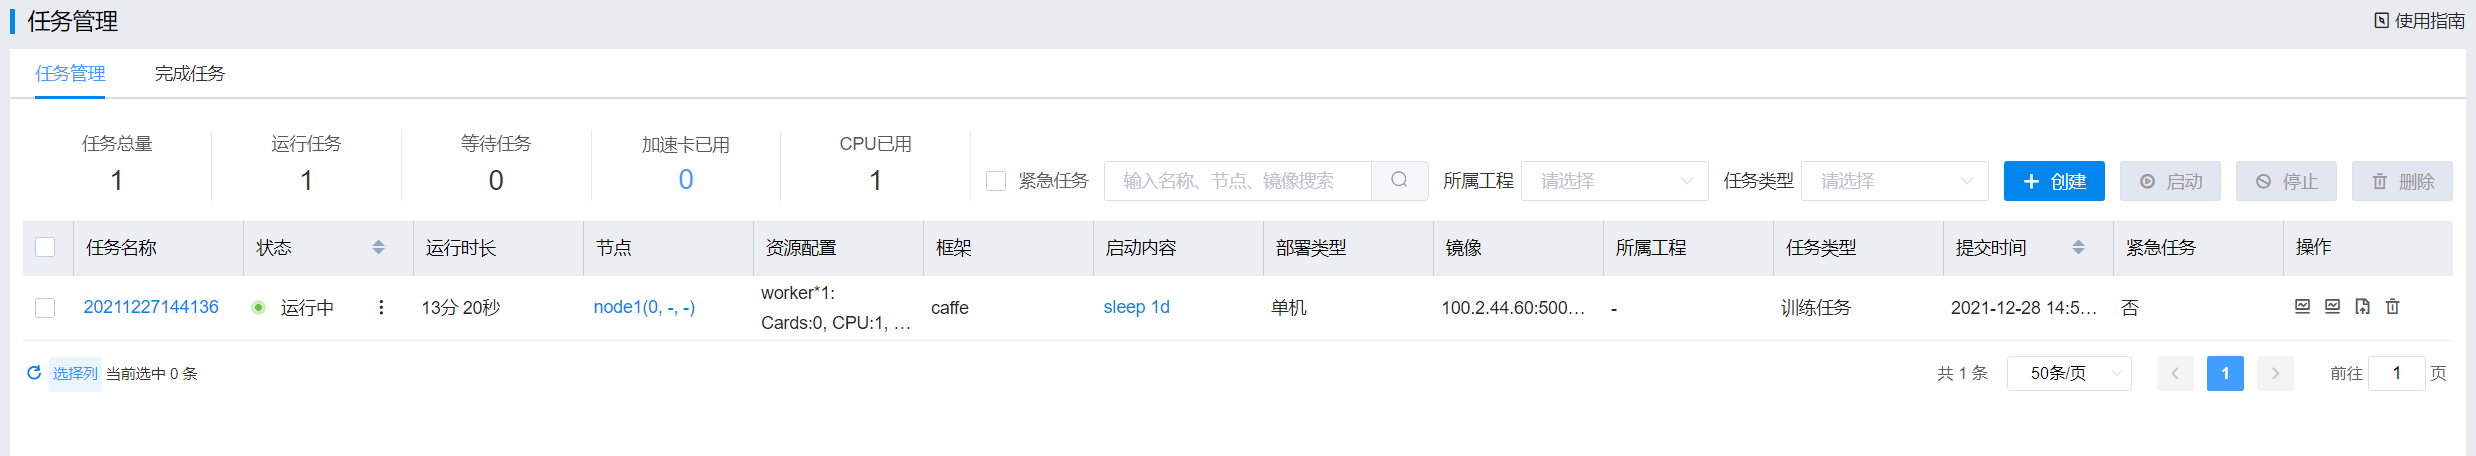 任务管理
使用指南
任务管理 完成任务
任务总量 运行任务 等待任务 加速卡已用 CPU已用
1 1 0 0 1
紧急任务 输入名称、节点、镜像搜索 所属工程 请选择 任务类型 请选择 创建 启动 停止 删除
任务名称 状态 运行时长 节点 资源配置 框架 启动内容 部署类型 镜像 所属工程 任务类型 提交时间 紧急任务 操作
20211227144136 运行中 13分 20秒 node1(0, -, -) worker*1: caffe sleep 1d 单机 100.2.44.60:500… - 训练任务 2021-12-28 14:5… 否
Cards:0, CPU:1, …
选择列 当前选中 0 条 共 1 条 50条/页 1 前往 1 页